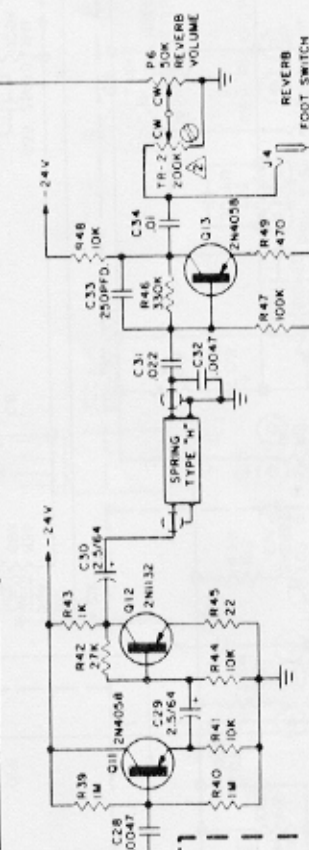 P6
50K
REVERB
VOLUME
CW
CW
TR-2
200K
2
REVERB
FOOT SWITCH
J4
-24V
R48
10K
C34
.01
C33
250PFD.
R46
330K
Q13
2N4058
R49
470
R47
100K
C31
.022
C32
.0047
SPRING
TYPE "H"
-24V
C30
2.5/64
+
R43
1K
R42
27K
Q12
2N1132
R45
22
R44
10K
2N4058
C29
2.5/64
+
Q11
R41
10K
R39
1M
R40
1M
C28
.0047